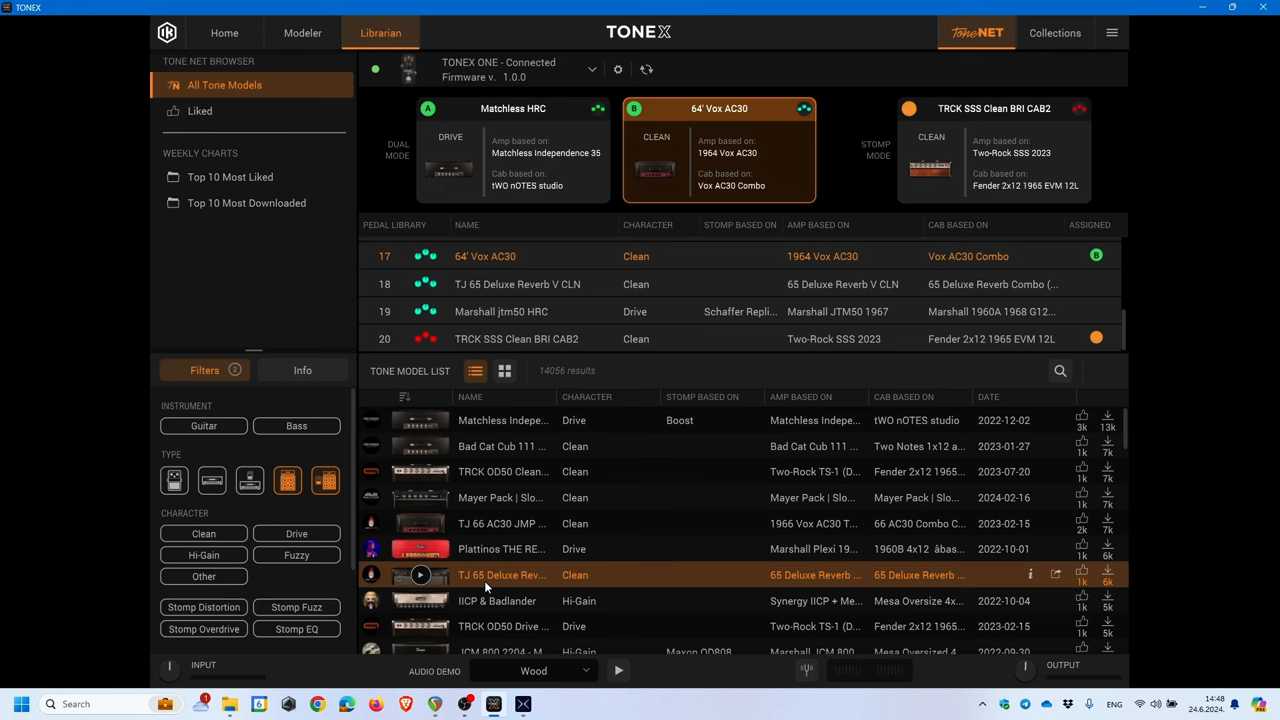 TONEX
Home
Modeler
Librarian
TONEX
ToneNET
Collections
TONE NET BROWSER
All Tone Models
Liked
WEEKLY CHARTS
Top 10 Most Liked
Top 10 Most Downloaded
TONEX ONE - Connected
Firmware v. 1.0.0
DUAL MODE
A
Matchless HRC
DRIVE
Amp based on:
Matchless Independence 35
Cab based on:
tWO nOTES studio
B
64' Vox AC30
CLEAN
Amp based on:
1964 Vox AC30
Cab based on:
Vox AC30 Combo
STOMP MODE
TRCK SSS Clean BRI CAB2
CLEAN
Amp based on:
Two-Rock SSS 2023
Cab based on:
Fender 2x12 1965 EVM 12L
PEDAL LIBRARY NAME CHARACTER STOMP BASED ON AMP BASED ON CAB BASED ON ASSIGNED
17 64' Vox AC30 Clean 1964 Vox AC30 Vox AC30 Combo B
18 TJ 65 Deluxe Reverb V CLN Clean 65 Deluxe Reverb V 65 Deluxe Reverb Combo (...
19 Marshall jtm50 HRC Drive Schaffer Repli... Marshall JTM50 1967 Marshall 1960A 1968 G12...
20 TRCK SSS Clean BRI CAB2 Clean Two-Rock SSS 2023 Fender 2x12 1965 EVM 12L
Filters 2
Info
INSTRUMENT
Guitar
Bass
TYPE
CHARACTER
Clean
Drive
Hi-Gain
Fuzzy
Other
Stomp Distortion
Stomp Fuzz
Stomp Overdrive
Stomp EQ
TONE MODEL LIST 14056 results
NAME CHARACTER STOMP BASED ON AMP BASED ON CAB BASED ON DATE
Matchless Indepe... Drive Boost Matchless Indepe... tWO nOTES studio 2022-12-02 3k 13k
Bad Cat Cub 111 ... Clean Bad Cat Cub 111 ... Two Notes 1x12 a... 2023-01-27 1k 7k
TRCK OD50 Clean... Clean Two-Rock TS-1 (D... Fender 2x12 1965... 2023-07-20 1k 7k
Mayer Pack | Slo... Clean Mayer Pack | Slo... Mayer Pack | Slo... 2024-02-16 1k 7k
TJ 66 AC30 JMP ... Clean 1966 Vox AC30 T... 66 AC30 Combo C... 2023-02-15 2k 7k
Plattinos THE RE... Drive Marshall Plexi 19... 1960B 4x12 âbas... 2022-10-01 1k 6k
TJ 65 Deluxe Rev... Clean 65 Deluxe Reverb ... 65 Deluxe Reverb ... i 1k 6k
IICP & Badlander Hi-Gain Synergy IICP + Me... Mesa Oversize 4x... 2022-10-04 1k 5k
TRCK OD50 Drive ... Drive Two-Rock TS-1 (D... Fender 2x12 1965... 2023-02-15 1k 5k
JCM 800 2204 - M... Drive Maxon OD808 Marshall JCM 800... Mesa Oversized 4... 2022-09-30 1k
INPUT
AUDIO DEMO
Wood
OUTPUT
Search
1
6
ENG
14:48
24.6.2024.